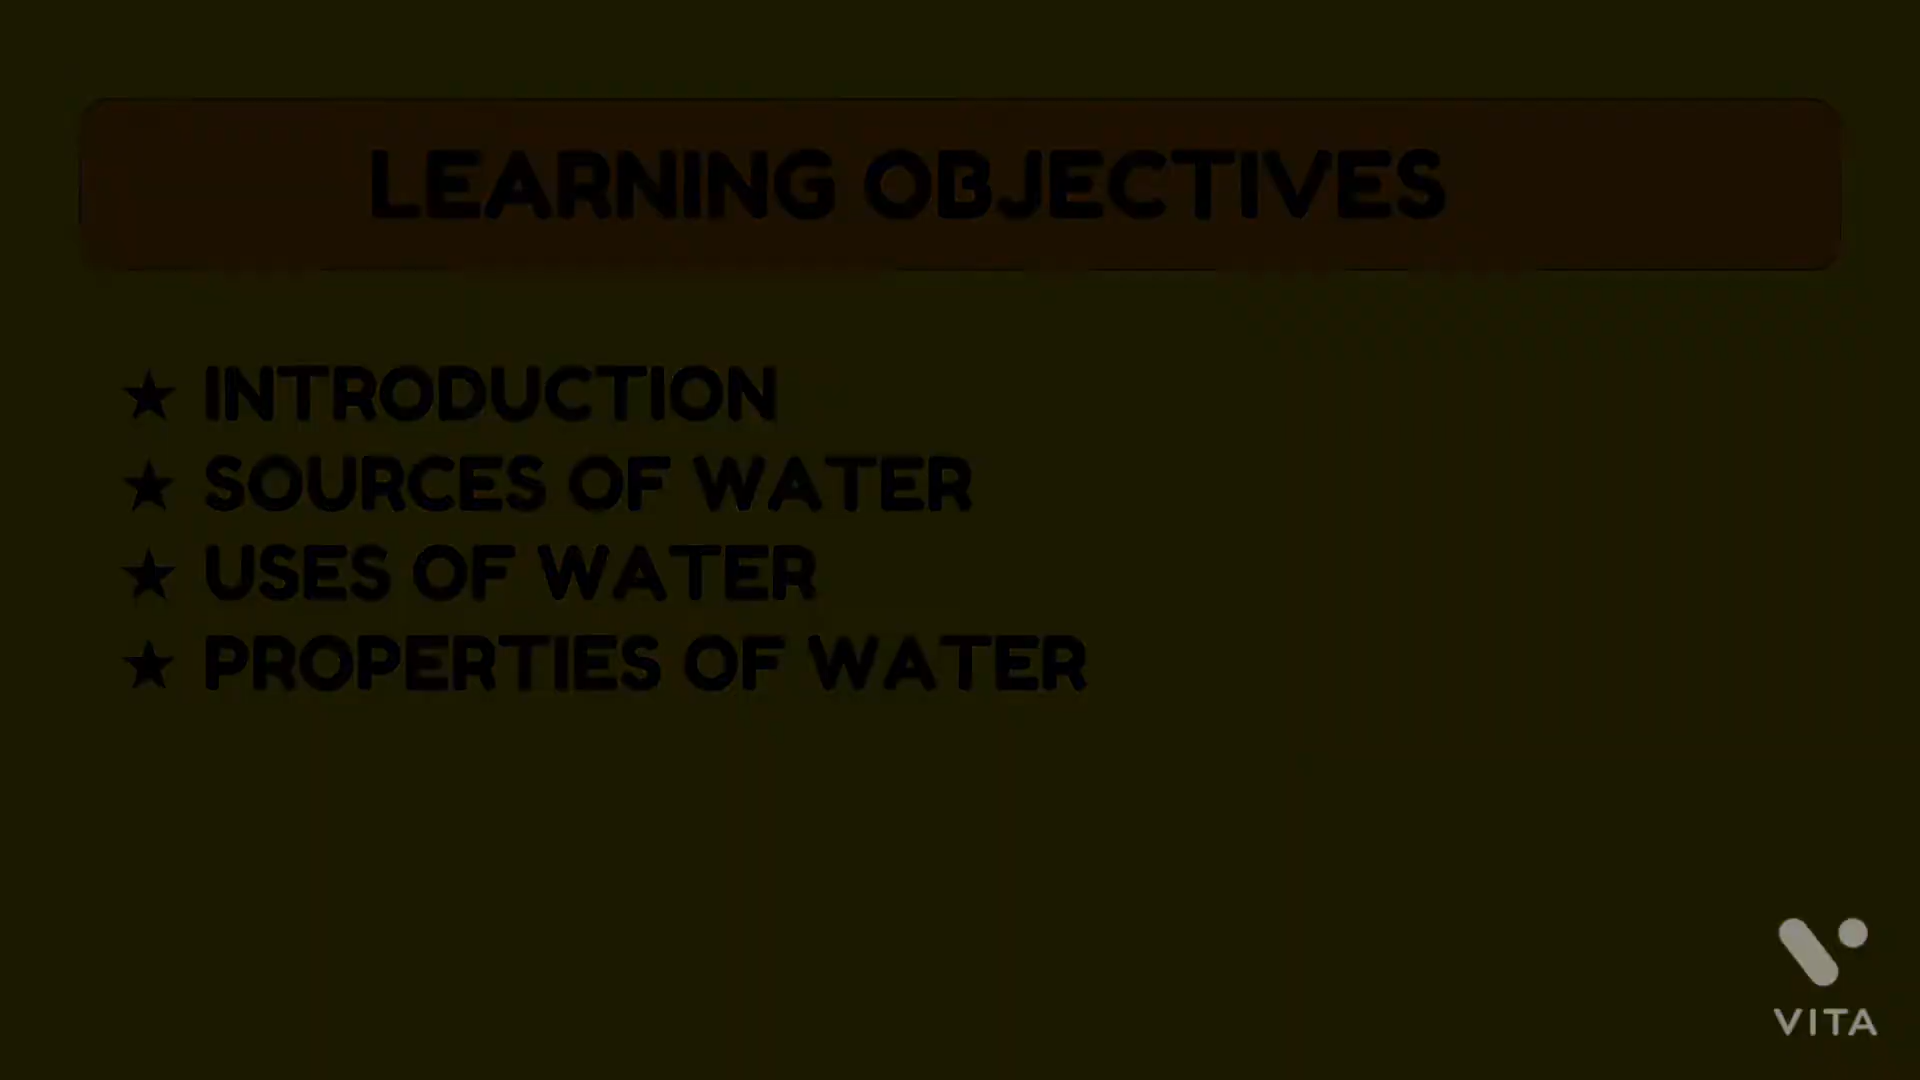 LEARNING OBJECTIVES
★ INTRODUCTION
★ SOURCES OF WATER
★ USES OF WATER
★ PROPERTIES OF WATER
VITA